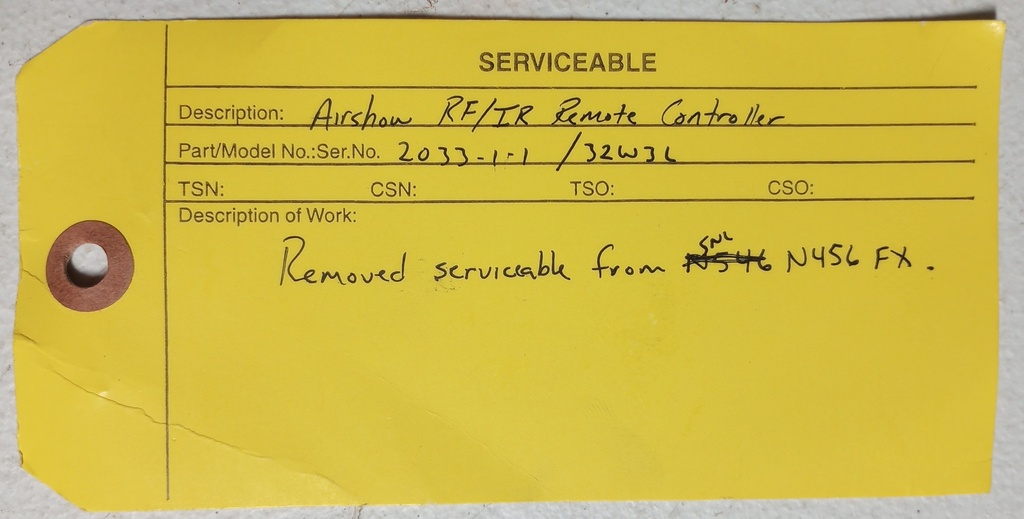 SERVICEABLE
Description: Airshow RF/IR Remote Controller
Part/Model No.:Ser.No. 2033-1-1 /32W3L
TSN: CSN: TSO: CSO:
Description of Work:
Removed serviceable from N546 N456 FX.